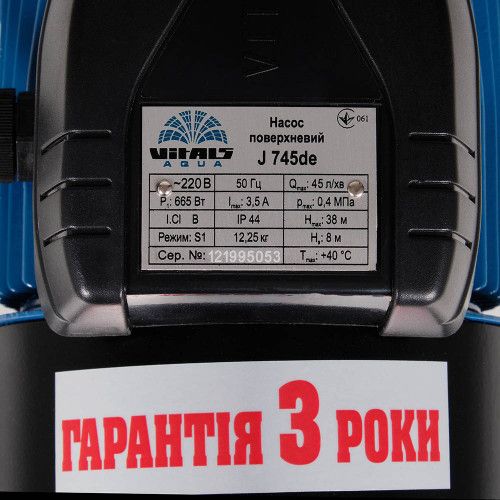 VITALS
AQUA
Насос
поверхневий
J 745de
061
~220 В 50 Гц Qmax: 45 л/хв
P1: 665 Вт Imax: 3,5 А pmax: 0,4 МПа
I.Cl B IP 44 Hmax: 38 м
Режим: S1 12,25 кг Hs: 8 м
Сер. №: 121995053 Tmax: +40 °C
ГАРАНТІЯ 3 РОКИ